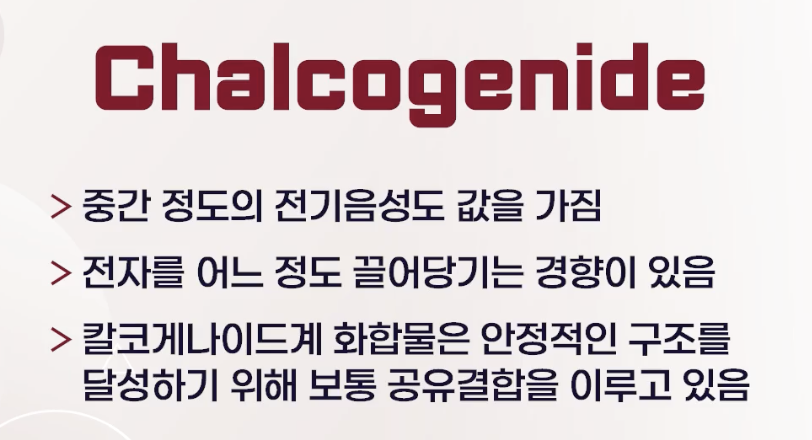 Chalcogenide
> 중간 정도의 전기음성도 값을 가짐
> 전자를 어느 정도 끌어당기는 경향이 있음
> 칼코게나이드계 화합물은 안정적인 구조를
달성하기 위해 보통 공유결합을 이루고 있음